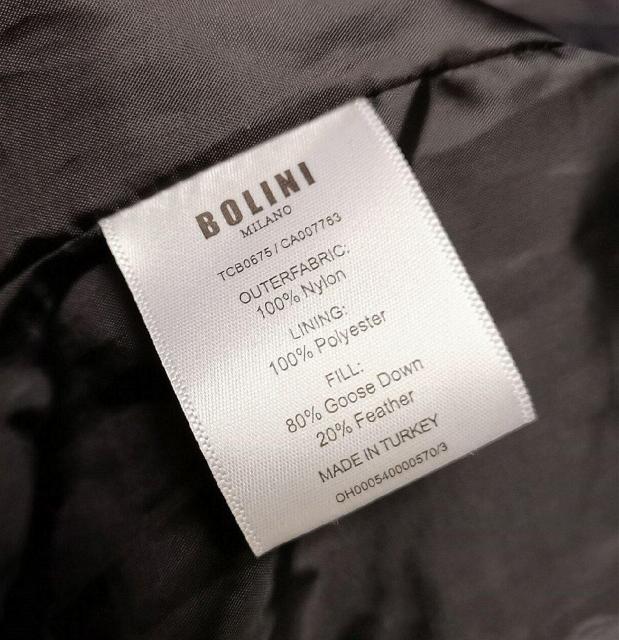 BOLINI
MILANO
TCB0675 / CA007763
OUTERFABRIC:
100% Nylon
LINING:
100% Polyester
FILL:
80% Goose Down
20% Feather
MADE IN TURKEY
OH000540000570/3